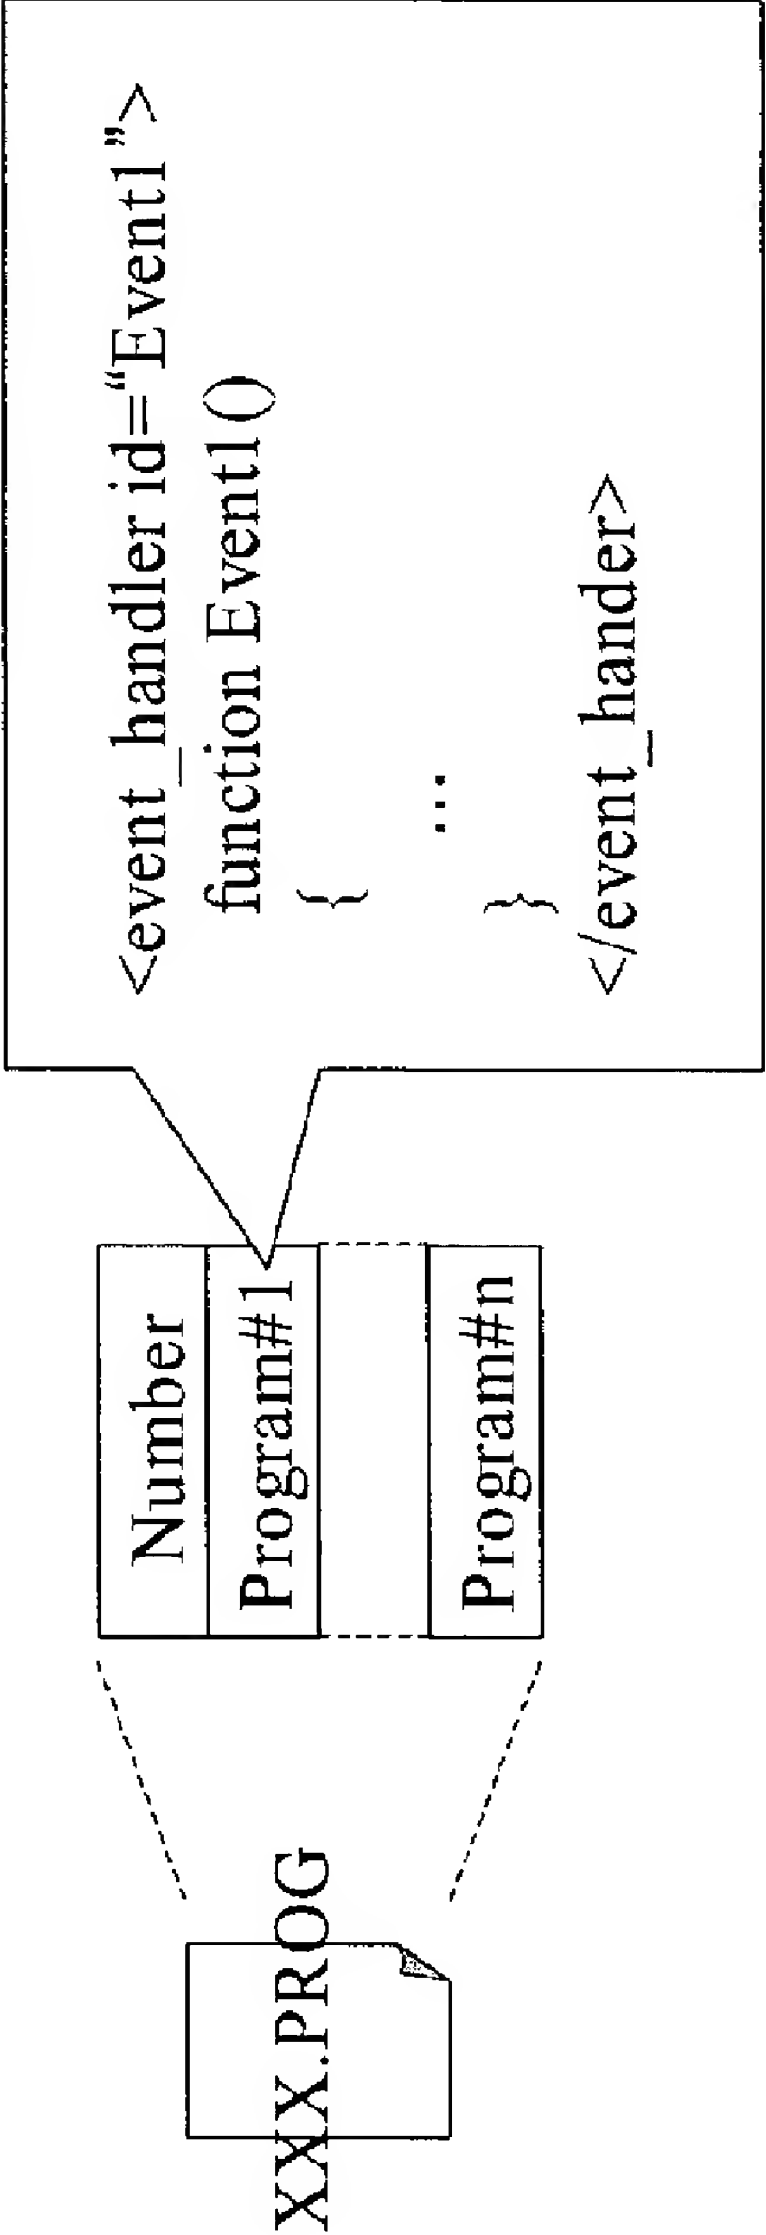 XXX.PROG
Number
Program#1
Program#n
<event_handler id=“Event1”>
function Event1()
{
...
}
</event_hander>